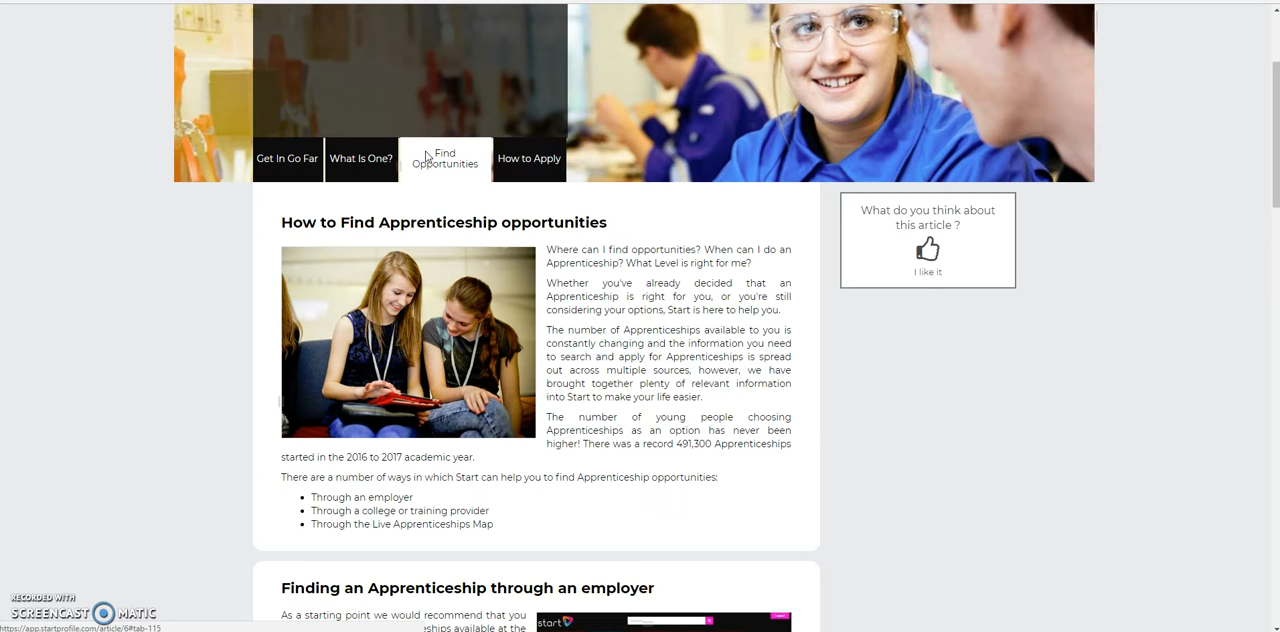 Get In Go Far
What Is One?
Find
Opportunities
How to Apply
How to Find Apprenticeship opportunities
Where can I find opportunities? When can I do an
Apprenticeship? What Level is right for me?
Whether you've already decided that an
Apprenticeship is right for you, or you're still
considering your options, Start is here to help you.
The number of Apprenticeships available to you is
constantly changing and the information you need
to search and apply for Apprenticeships is spread
out across multiple sources, however, we have
brought together plenty of relevant information
into Start to make your life easier.
The number of young people choosing
Apprenticeships as an option has never been
higher! There was a record 491,300 Apprenticeships
started in the 2016 to 2017 academic year.
There are a number of ways in which Start can help you to find Apprenticeship opportunities:
• Through an employer
• Through a college or training provider
• Through the Live Apprenticeships Map
What do you think about
this article ?
I like it
Finding an Apprenticeship through an employer
As a starting point we would recommend that you
available at the
start
RECORDED WITH
SCREENCAST MATIC
https://app.startprofile.com/article/6#tab-115